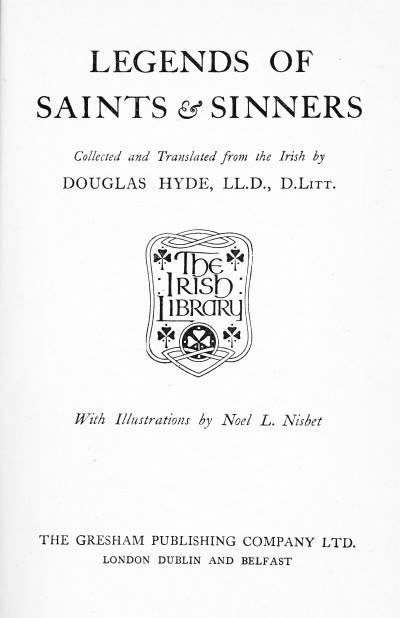 LEGENDS OF
SAINTS & SINNERS
Collected and Translated from the Irish by
DOUGLAS HYDE, LL.D., D.Litt.
The
Irish
Library
With Illustrations by Noel L. Nisbet
THE GRESHAM PUBLISHING COMPANY LTD.
LONDON DUBLIN AND BELFAST